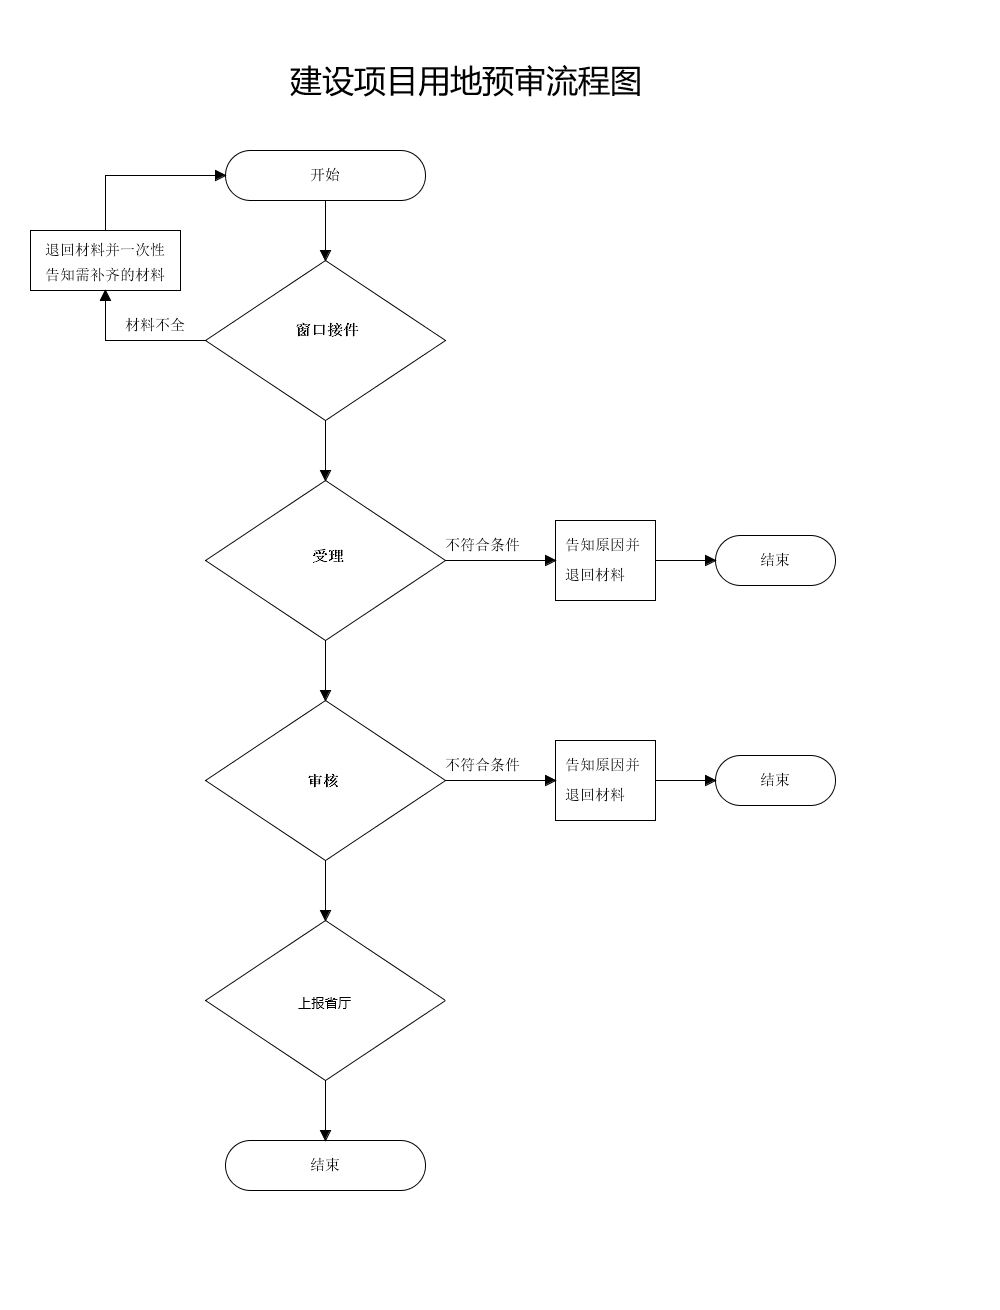 建设项目用地预审流程图
开始
退回材料并一次性
告知需补齐的材料
材料不全
窗口接件
受理
不符合条件
告知原因并
退回材料
结束
审核
不符合条件
告知原因并
退回材料
结束
上报省厅
结束